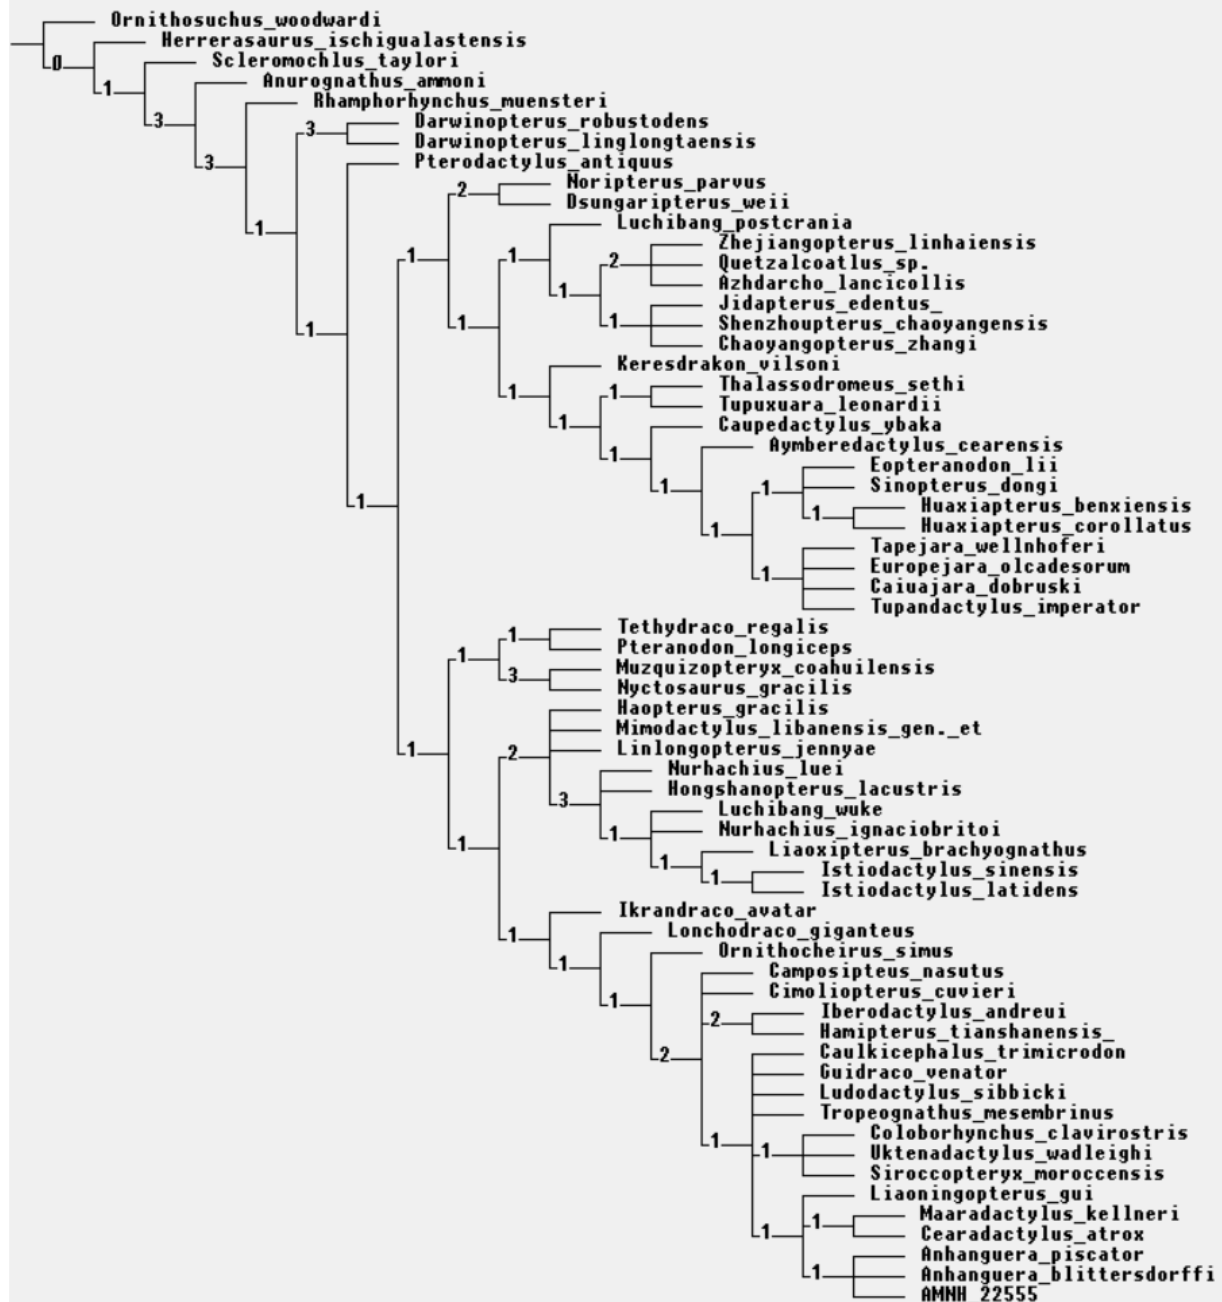 Ornithosuchus_woodwardi
0
Herrerasaurus_ischigualastensis
1
Scleromochlus_taylori
3
Anurognathus_ammoni
3
Rhamphorhynchus_muensteri
1
3
Darwinopterus_robustodens
Darwinopterus_linglongtaensis
1
Pterodactylus_antiquus
1
1
2
Noripterus_parvus
Dsungaripterus_weii
1
1
Luchibang_postcrania
1
2
Zhejiangopterus_linhaiensis
Quetzalcoatlus_sp.
Azhdarcho_lancicollis
1
Jidapterus_edentus_
Shenzhoupterus_chaoyangensis
Chaoyangopterus_zhangi
1
Keresdrakon_vilsoni
1
1
Thalassodromeus_sethi
Tupuxuara_leonardii
1
Caupedactylus_ybaka
1
Aymberedactylus_cearensis
1
1
Eopteranodon_lii
Sinopterus_dongi
1
Huaxiapterus_benxiensis
Huaxiapterus_corollatus
1
Tapejara_wellnhoferi
Europejara_olcadesorum
Caiuajara_dobruski
Tupandactylus_imperator
1
1
1
Tethydraco_regalis
Pteranodon_longiceps
3
Muzquizopteryx_coahuilensis
Nyctosaurus_gracilis
1
2
Haopterus_gracilis
Mimodactylus_libanensis_gen._et
Linlongopterus_jennyae
3
Nurhachius_luei
Hongshanopterus_lacustris
1
Luchibang_wuke
Nurhachius_ignaciobritoi
1
Liaoxipterus_brachyognathus
1
Istiodactylus_sinensis
Istiodactylus_latidens
1
Ikrandraco_avatar
1
Lonchodraco_giganteus
1
Ornithocheirus_simus
2
Camposipteus_nasutus
Cimoliopterus_cuvieri
2
Iberodactylus_andreui
Hamipterus_tianshanensis_
1
Caulkicephalus_trimicrodon
Guidraco_venator
Ludodactylus_sibbicki
Tropeognathus_mesembrinus
1
Coloborhynchus_clavirostris
Uktenadactylus_wadleighi
Siroccopteryx_moroccensis
1
Liaoningopterus_gui
1
Maaradactylus_kellneri
Cearadactylus_atrox
1
Anhanguera_piscator
Anhanguera_blittersdorffi
AMNH_22555